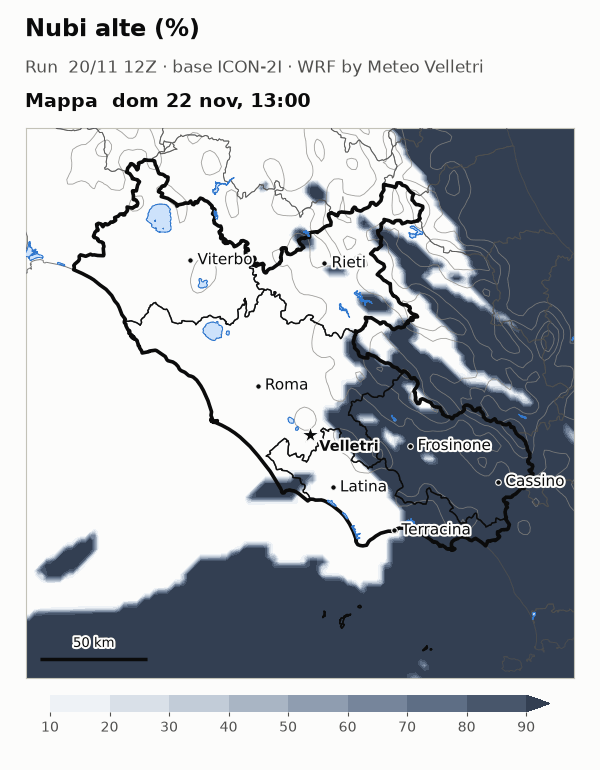 Nubi alte (%)
Run 20/11 12Z · base ICON-2I · WRF by Meteo Velletri
Mappa dom 22 nov, 13:00
Viterbo
Rieti
Roma
Velletri
Frosinone
Cassino
Latina
Terracina
50 km
10 20 30 40 50 60 70 80 90